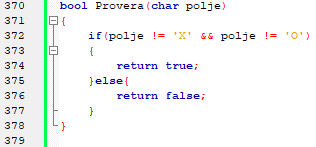 370 bool Provera(char polje)
371 {
372 if(polje != 'X' && polje != 'O')
373 {
374 return true;
375 }else{
376 return false;
377 }
378 }
379